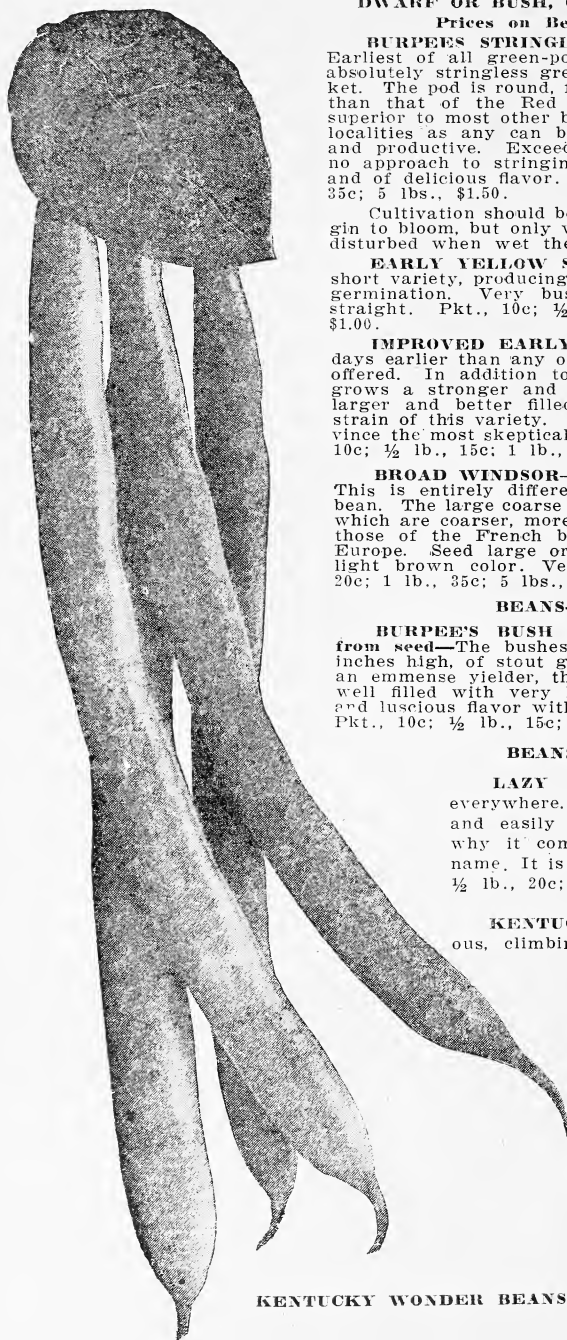 DWARF OR BUSH,
Prices on Be
BURPEES STRINGL
Earliest of all green-po
absolutely stringless gre
ket. The pod is round,
than that of the Red
superior to most other b
localities as any can b
and productive. Exceed
no approach to stringin
and of delicious flavor.
35c; 5 lbs., $1.50.
Cultivation should b
gin to bloom, but only
disturbed when wet the
EARLY YELLOW S
short variety, producing
germination. Very bus
straight. Pkt., 10c; ½
$1.00.
IMPROVED EARLY
days earlier than any o
offered. In addition to
grows a stronger and
larger and better filled
strain of this variety.
vince the most skeptical
10c; ½ lb., 15c; 1 lb.,
BROAD WINDSOR—
This is entirely differe
bean. The large coarse
which are coarser, more
those of the French b
Europe. Seed large or
light brown color. Ve
20c; 1 lb., 35c; 5 lbs.,
BEANS—
BURPEE'S BUSH
from seed—The bushes
inches high, of stout g
an emmense yielder, th
well filled with very
and luscious flavor with
Pkt., 10c; ½ lb., 15c;
BEANS
LAZY
everywhere.
and easily
why it com
name. It is
½ lb., 20c;
KENTUC
ous, climbin
KENTUCKY WONDER BEANS